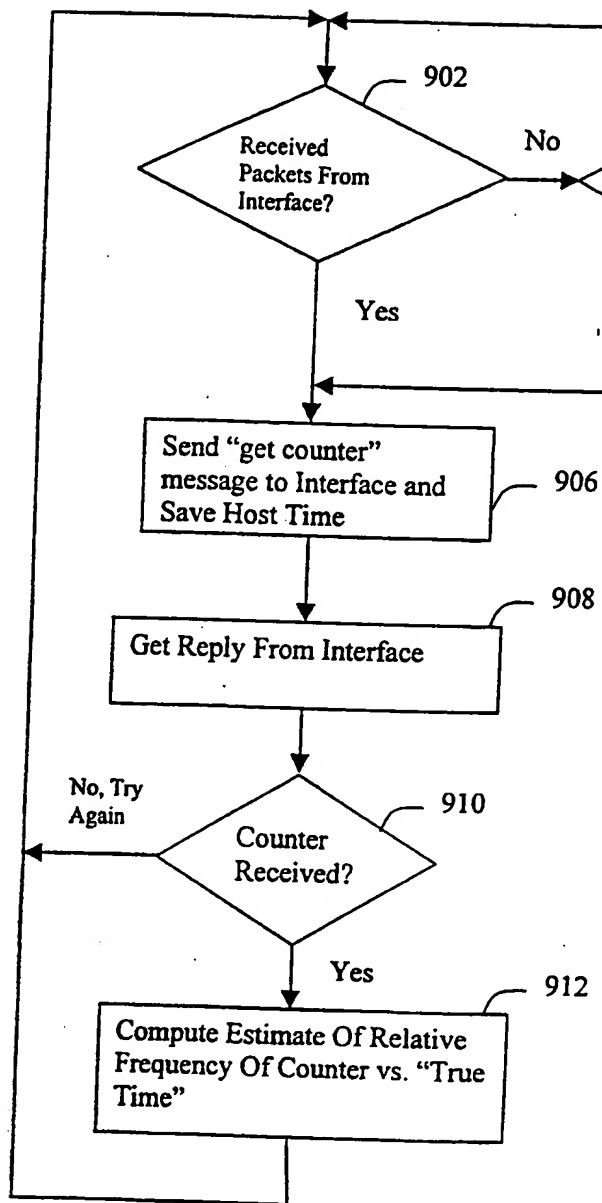 902
Received
Packets From
Interface?
No
Yes
Send “get counter”
message to Interface and
Save Host Time
906
908
Get Reply From Interface
No, Try
Again
910
Counter
Received?
Yes
912
Compute Estimate Of Relative
Frequency Of Counter vs. “True
Time”